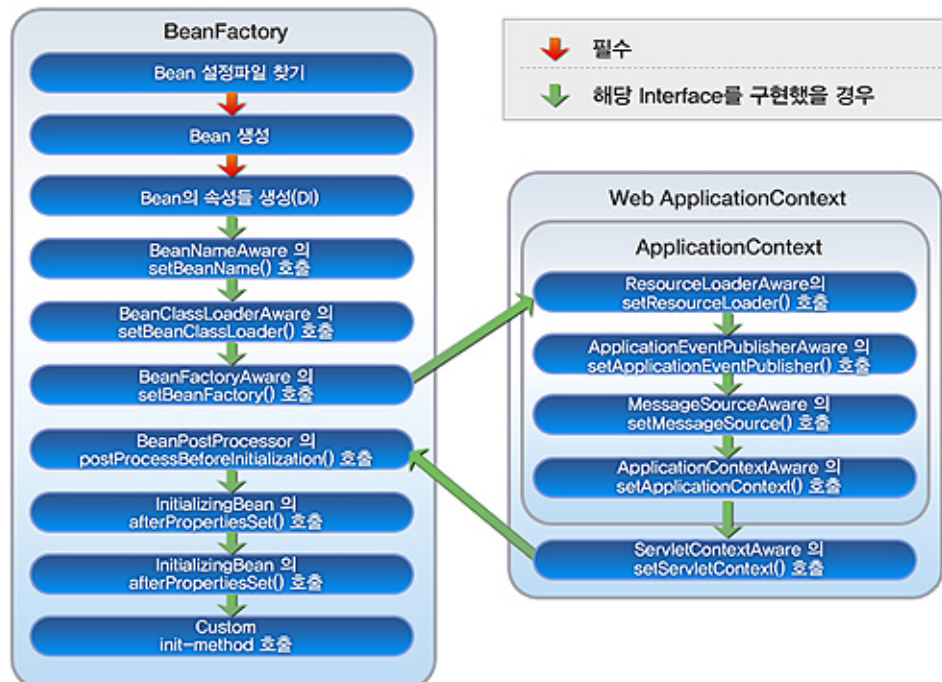 BeanFactory
Bean 설정파일 찾기
Bean 생성
Bean의 속성들 생성(DI)
BeanNameAware 의
setBeanName() 호출
BeanClassLoaderAware 의
setBeanClassLoader() 호출
BeanFactoryAware 의
setBeanFactory() 호출
BeanPostProcessor 의
postProcessBeforeInitialization() 호출
InitializingBean 의
afterPropertiesSet() 호출
InitializingBean 의
afterPropertiesSet() 호출
Custom
init-method 호출
필수
해당 Interface를 구현했을 경우
Web ApplicationContext
ApplicationContext
ResourceLoaderAware의
setResourceLoader() 호출
ApplicationEventPublisherAware 의
setApplicationEventPublisher() 호출
MessageSourceAware 의
setMessageSource() 호출
ApplicationContextAware 의
setApplicationContext() 호출
ServletContextAware 의
setServletContext() 호출